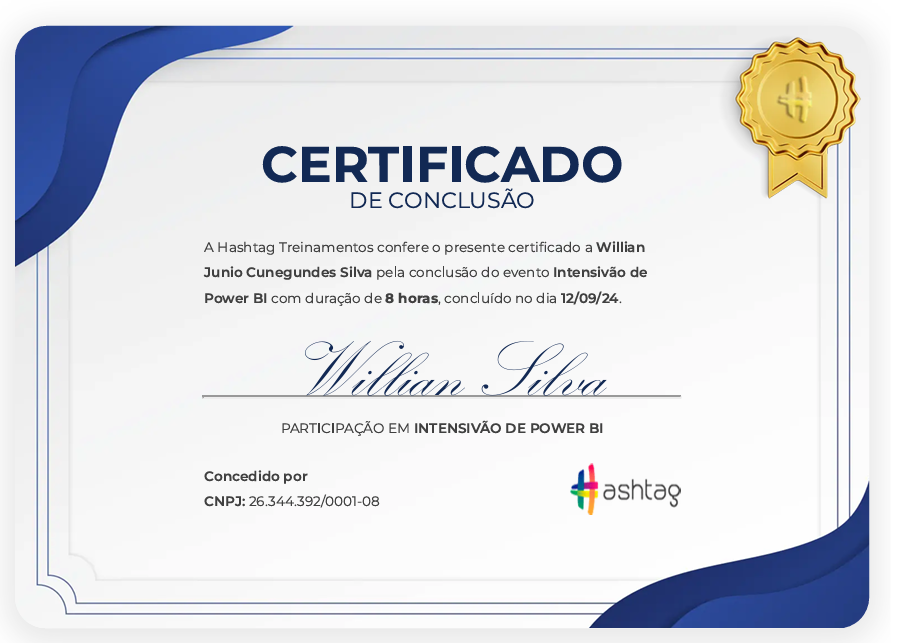 CERTIFICADO
DE CONCLUSÃO
A Hashtag Treinamentos confere o presente certificado a Willian
Junio Cunegundes Silva pela conclusão do evento Intensivão de
Power BI com duração de 8 horas, concluído no dia 12/09/24.
Willian Silva
PARTICIPAÇÃO EM INTENSIVÃO DE POWER BI
Concedido por
CNPJ: 26.344.392/0001-08
#ashtag